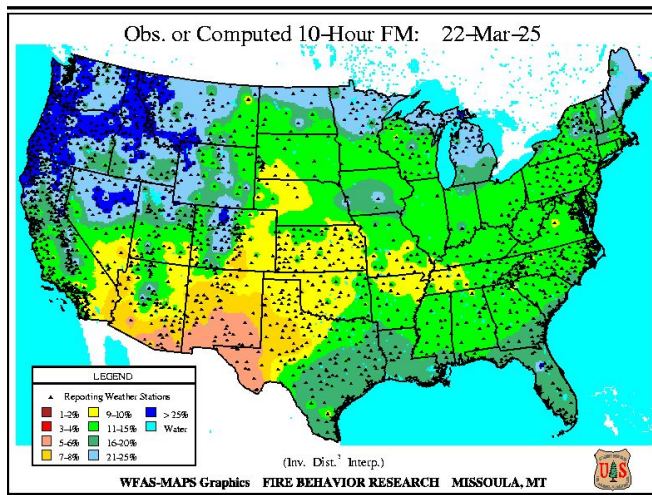 Obs. or Computed 10-Hour FM: 22-Mar-25
LEGEND
Reporting Weather Stations
1-2%
9-10%
> 25%
3-4%
11-15%
Water
5-6%
16-20%
7-8%
21-25%
(Inv. Dist.² Interp.)
WFAS-MAPS Graphics FIRE BEHAVIOR RESEARCH MISSOULA, MT
U S